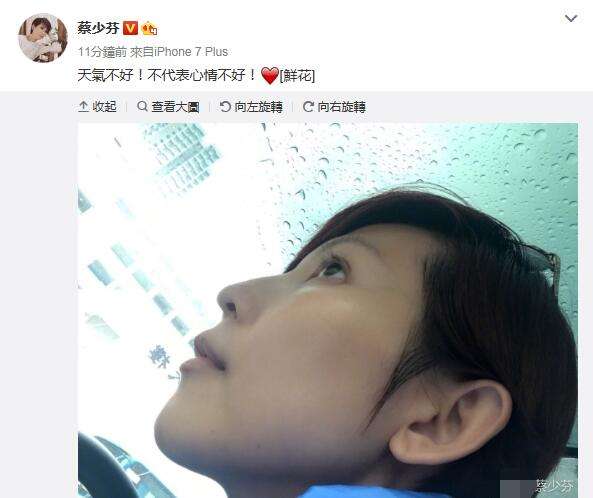 蔡少芬
11分鐘前 來自iPhone 7 Plus
天氣不好！不代表心情不好！❤️[鮮花]
收起 查看大圖 向左旋轉 向右旋轉
蔡少芬